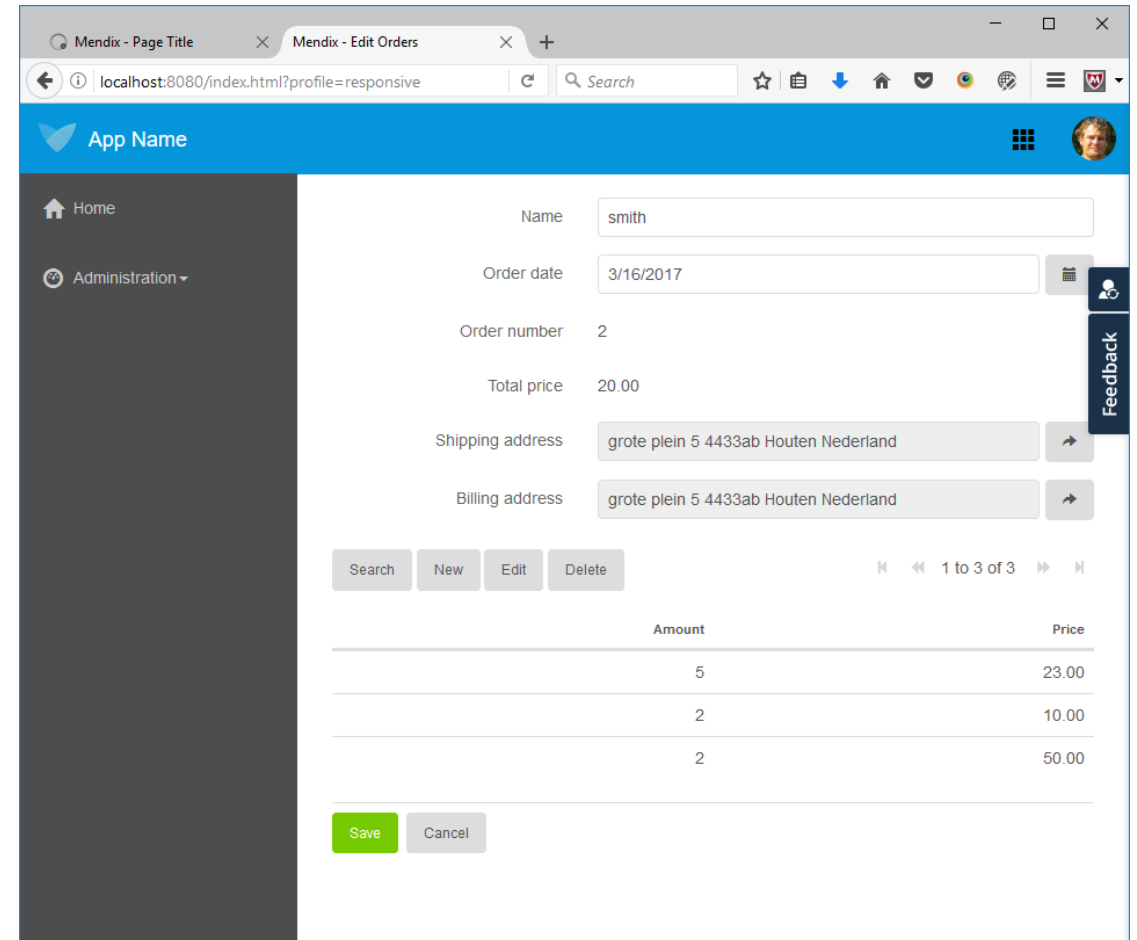 Mendix - Page Title
Mendix - Edit Orders
localhost:8080/index.html?profile=responsive
Search
App Name
Home
Administration
Name
smith
Order date
3/16/2017
Order number
2
Total price
20.00
Shipping address
grote plein 5 4433ab Houten Nederland
Billing address
grote plein 5 4433ab Houten Nederland
Feedback
Search New Edit Delete
1 to 3 of 3
Amount Price
5 23.00
2 10.00
2 50.00
Save Cancel